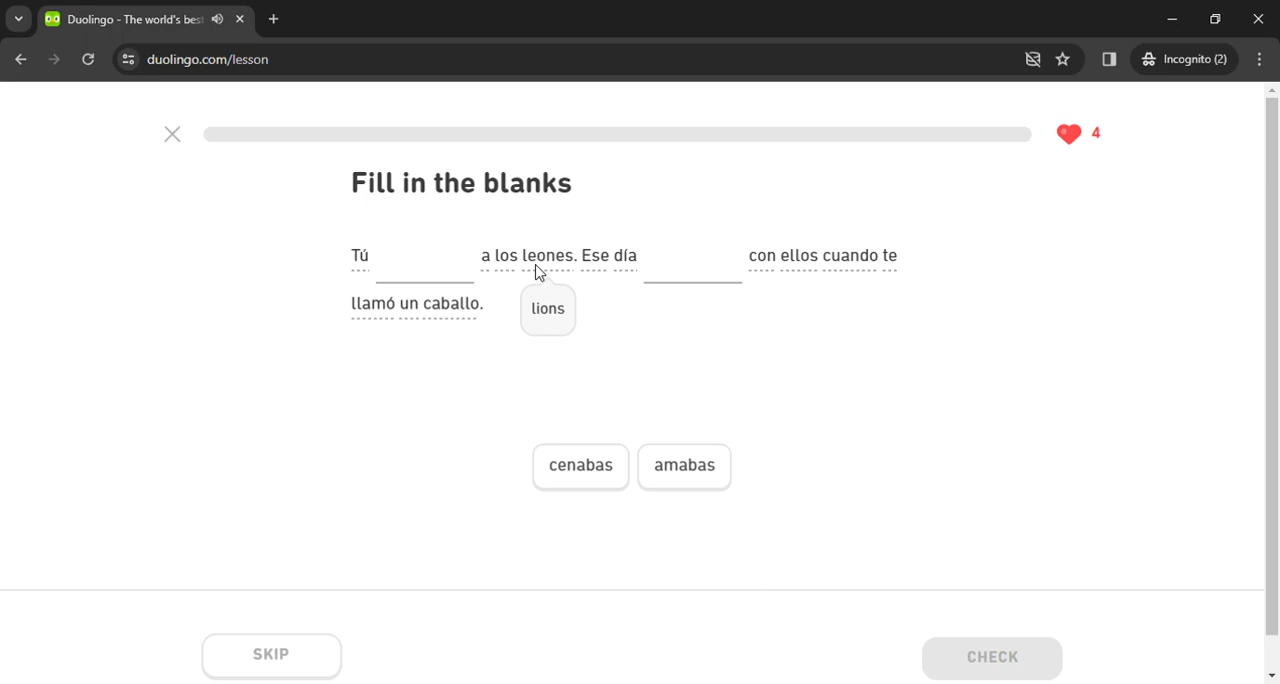 Duolingo - The world's best
duolingo.com/lesson
Incognito (2)
4
Fill in the blanks
Tú a los leones. Ese día con ellos cuando te
llamó un caballo.
lions
cenabas amabas
SKIP CHECK